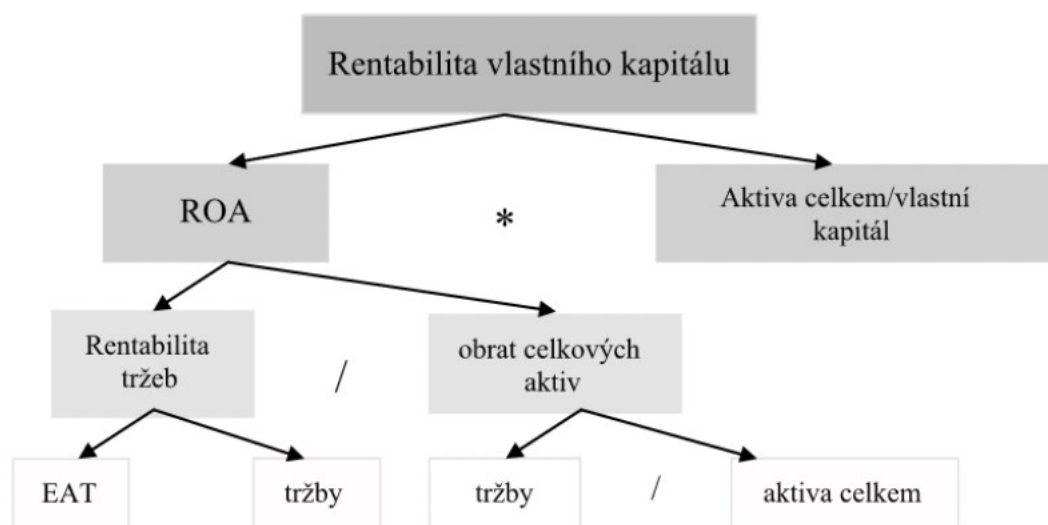 Rentabilita vlastního kapitálu
ROA
*
Aktiva celkem/vlastní
kapitál
Rentabilita
tržeb
/
obrat celkových
aktiv
EAT
tržby
tržby
/
aktiva celkem